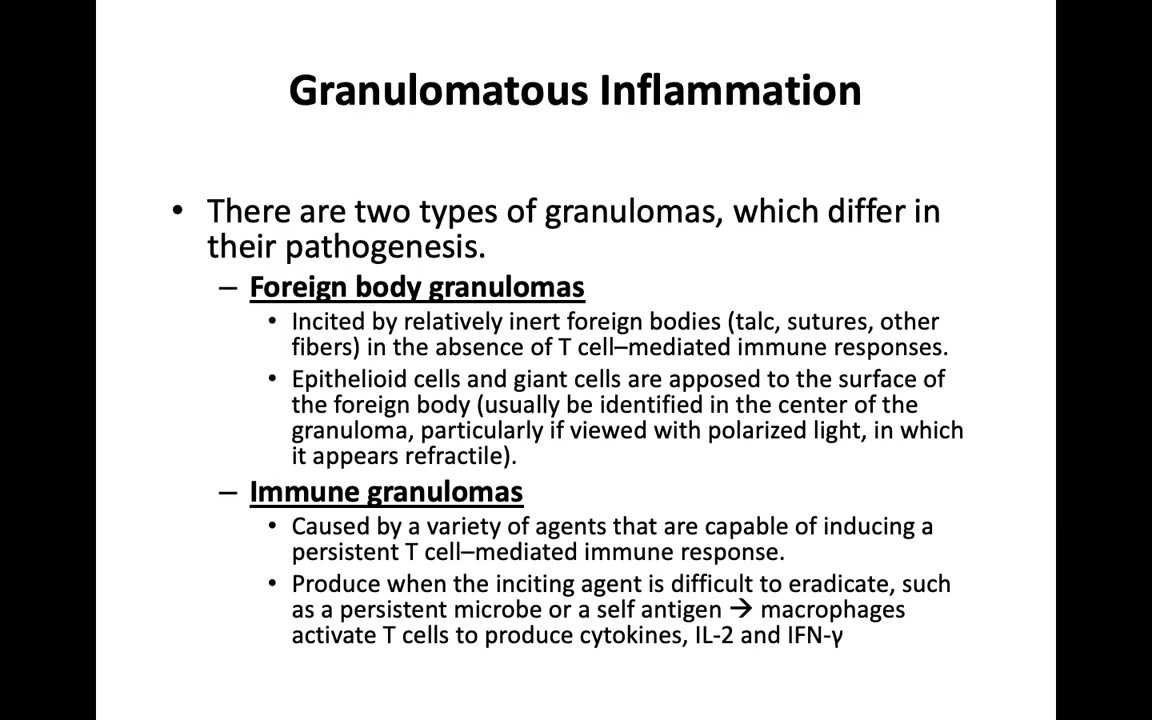 Granulomatous Inflammation
• There are two types of granulomas, which differ in
their pathogenesis.
– Foreign body granulomas
• Incited by relatively inert foreign bodies (talc, sutures, other
fibers) in the absence of T cell–mediated immune responses.
• Epithelioid cells and giant cells are apposed to the surface of
the foreign body (usually be identified in the center of the
granuloma, particularly if viewed with polarized light, in which
it appears refractile).
– Immune granulomas
• Caused by a variety of agents that are capable of inducing a
persistent T cell–mediated immune response.
• Produce when the inciting agent is difficult to eradicate, such
as a persistent microbe or a self antigen → macrophages
activate T cells to produce cytokines, IL-2 and IFN-γ